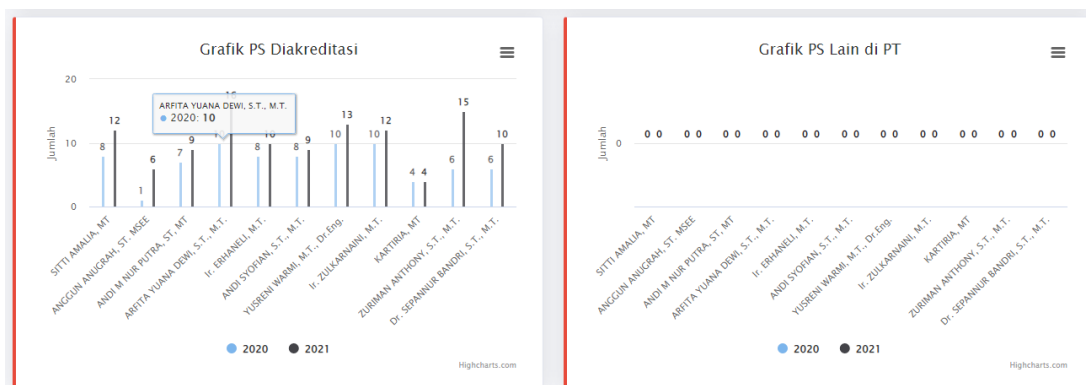 Grafik PS Diakreditasi
Jumlah
20
10
0
8 12
1 6
7 9
10 16
8 10
8 9
10 13
10 12
4 4
6 15
6 10
ARFITA YUANA DEWI, S.T., M.T.
2020: 10
SITTI AMALIA, MT
ANGGUN ANUGRAH, ST. MSEE
ANDI M NUR PUTRA, ST, MT
ARFITA YUANA DEWI, S.T., M.T.
Ir. ERHANELI, M.T.
ANDI SYOFIAN, S.T., M.T.
YUSRENI WARMI, M.T., Dr.Eng.
Ir. ZULKARNAINI, M.T.
KARTIRIA, MT
ZURIMAN ANTHONY, S.T., M.T.
Dr. SEPANNUR BANDRI, S.T., M.T.
2020 2021
Highcharts.com
Grafik PS Lain di PT
Jumlah
0
0 0 0 0 0 0 0 0 0 0 0 0 0 0 0 0 0 0 0 0 0 0
SITTI AMALIA, MT
ANGGUN ANUGRAH, ST. MSEE
ANDI M NUR PUTRA, ST, MT
ARFITA YUANA DEWI, S.T., M.T.
Ir. ERHANELI, M.T.
ANDI SYOFIAN, S.T., M.T.
YUSRENI WARMI, M.T., Dr.Eng.
Ir. ZULKARNAINI, M.T.
KARTIRIA, MT
ZURIMAN ANTHONY, S.T., M.T.
Dr. SEPANNUR BANDRI, S.T., M.T.
2020 2021
Highcharts.com